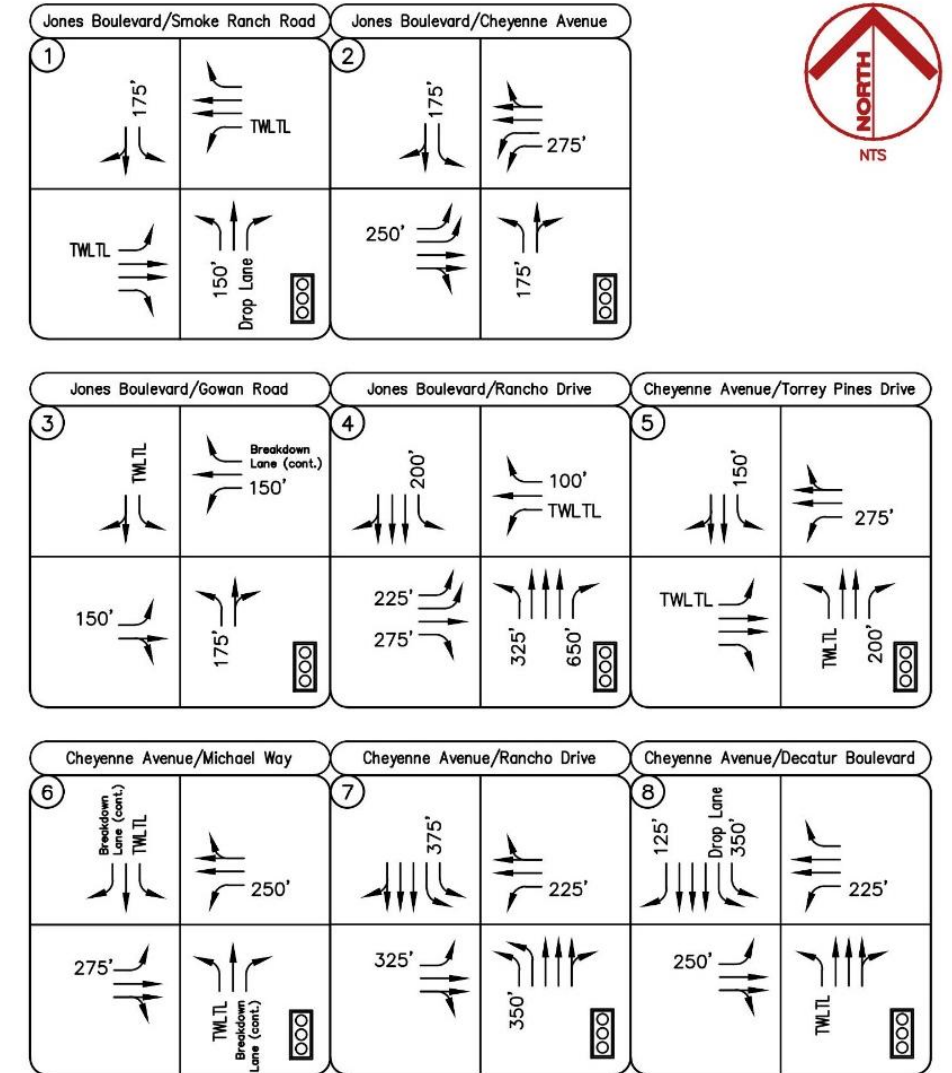 Jones Boulevard/Smoke Ranch Road
1
175'
TWLTL
TWLTL
150'
Drop Lane
Jones Boulevard/Cheyenne Avenue
2
175'
275'
250'
175'
NORTH
NTS
Jones Boulevard/Gowan Road
3
TWLTL
Breakdown
Lane (cont.)
150'
150'
175'
Jones Boulevard/Rancho Drive
4
200'
100'
TWLTL
225'
275'
325'
650'
Cheyenne Avenue/Torrey Pines Drive
5
150'
275'
TWLTL
TWLTL
200'
Cheyenne Avenue/Michael Way
6
Breakdown
Lane (cont.)
TWLTL
250'
275'
TWLTL
Breakdown
Lane (cont.)
Cheyenne Avenue/Rancho Drive
7
375'
225'
325'
350'
Cheyenne Avenue/Decatur Boulevard
8
125'
Drop Lane
350'
225'
250'
TWLTL